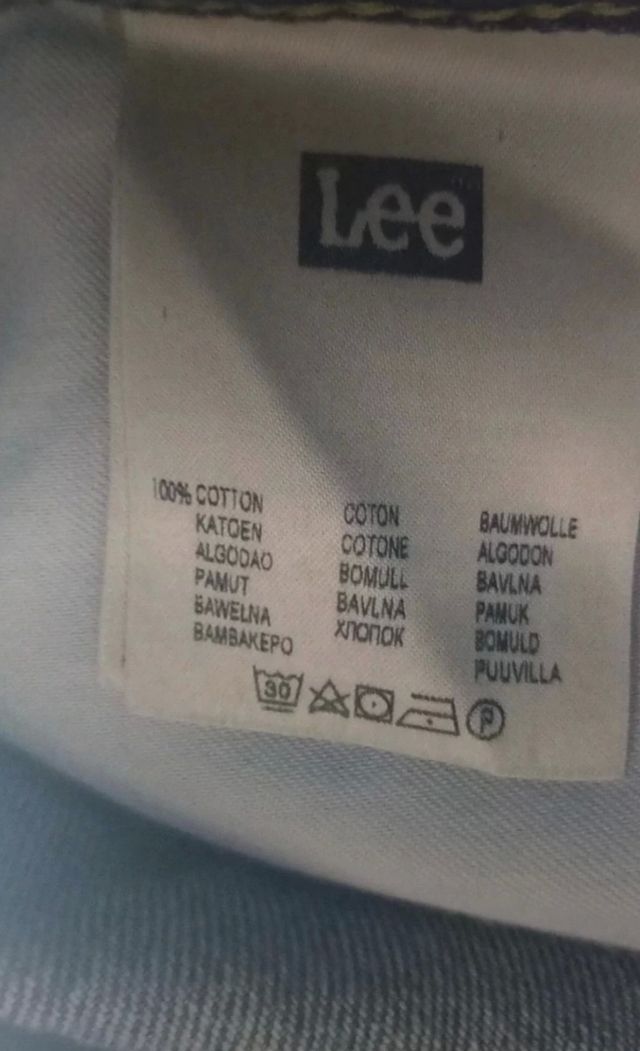 Lee
100% COTTON COTON BAUMWOLLE
KATOEN COTONE ALGODON
ALGODAO BOMULL BAVLNA
PAMUT BAVLNA PAMUK
BAWELNA ХЛОПОК BOMULD
BAMBAKEPO PUUVILLA
30 P